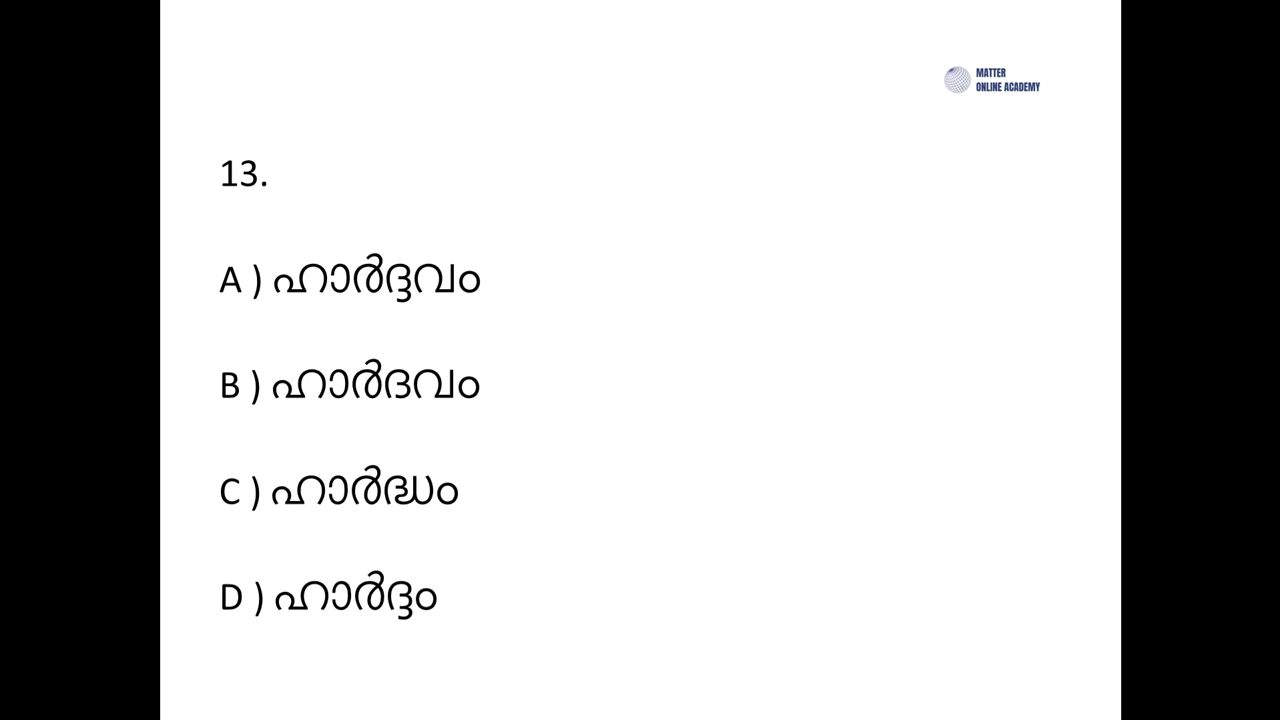 MATTER
ONLINE ACADEMY
13.
A ) ഹാർദ്ദവം
B ) ഹാർദവം
C ) ഹാർദ്ധം
D ) ഹാർദ്ദം